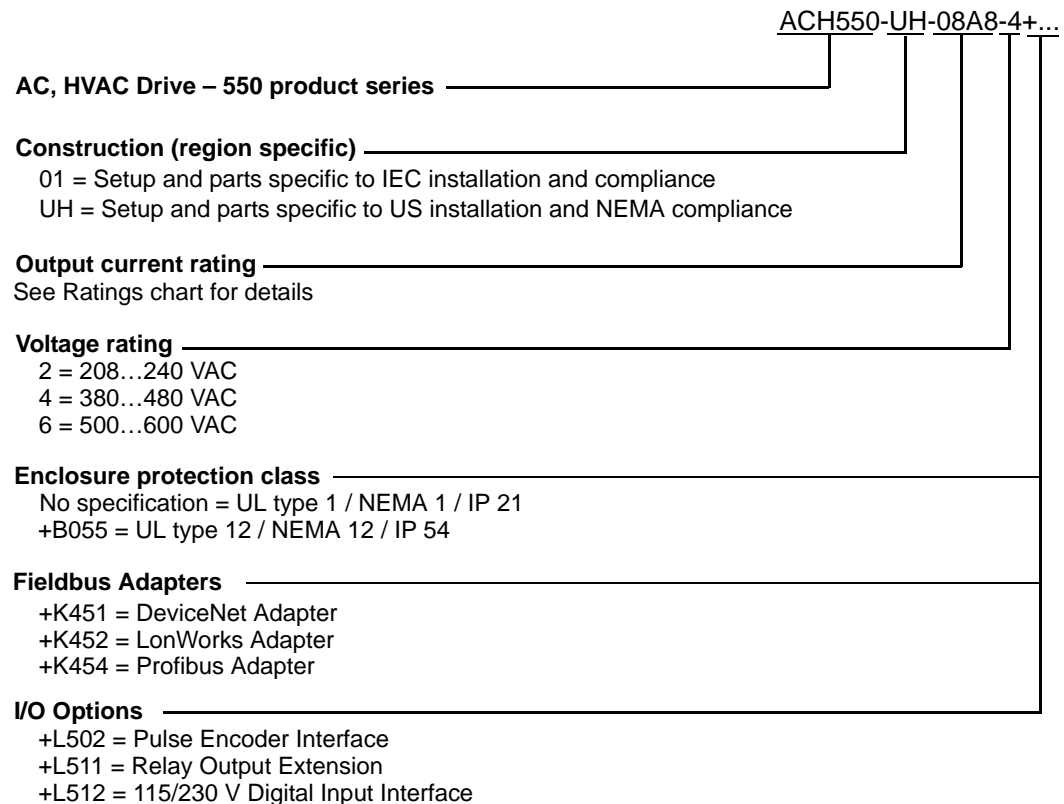 ACH550-UH-08A8-4+...
AC, HVAC Drive – 550 product series
Construction (region specific)
01 = Setup and parts specific to IEC installation and compliance
UH = Setup and parts specific to US installation and NEMA compliance
Output current rating
See Ratings chart for details
Voltage rating
2 = 208…240 VAC
4 = 380…480 VAC
6 = 500…600 VAC
Enclosure protection class
No specification = UL type 1 / NEMA 1 / IP 21
+B055 = UL type 12 / NEMA 12 / IP 54
Fieldbus Adapters
+K451 = DeviceNet Adapter
+K452 = LonWorks Adapter
+K454 = Profibus Adapter
I/O Options
+L502 = Pulse Encoder Interface
+L511 = Relay Output Extension
+L512 = 115/230 V Digital Input Interface